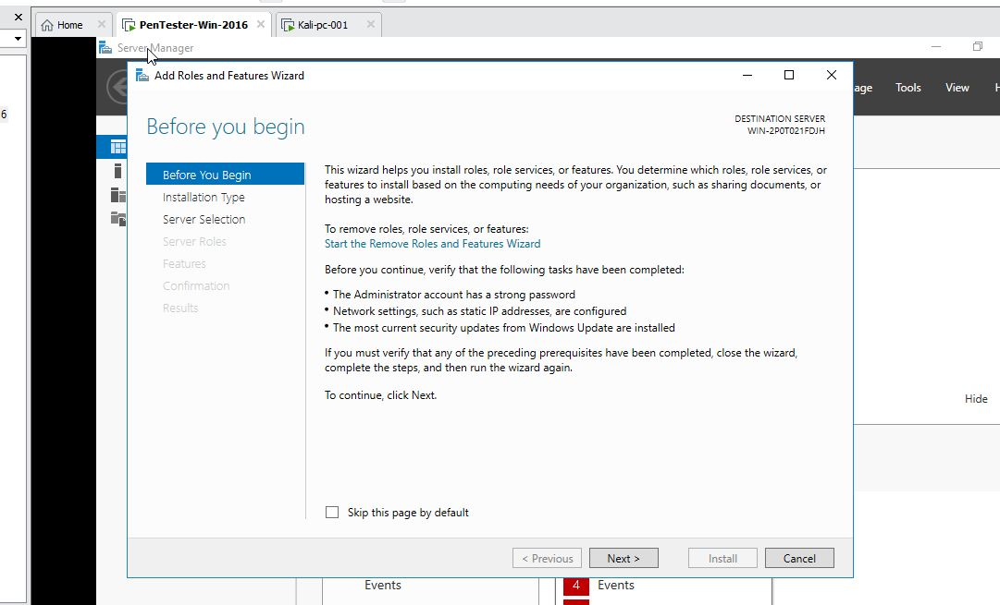 Home
PenTester-Win-2016
Kali-pc-001
Server Manager
6
Add Roles and Features Wizard
age Tools View H
Before you begin
DESTINATION SERVER
WIN-2P0T021FDJH
Before You Begin
Installation Type
Server Selection
Server Roles
Features
Confirmation
Results
This wizard helps you install roles, role services, or features. You determine which roles, role services, or
features to install based on the computing needs of your organization, such as sharing documents, or
hosting a website.
To remove roles, role services, or features:
Start the Remove Roles and Features Wizard
Before you continue, verify that the following tasks have been completed:
• The Administrator account has a strong password
• Network settings, such as static IP addresses, are configured
• The most current security updates from Windows Update are installed
If you must verify that any of the preceding prerequisites have been completed, close the wizard,
complete the steps, and then run the wizard again.
To continue, click Next.
Hide
Skip this page by default
< Previous
Next >
Install
Cancel
Events
4 Events